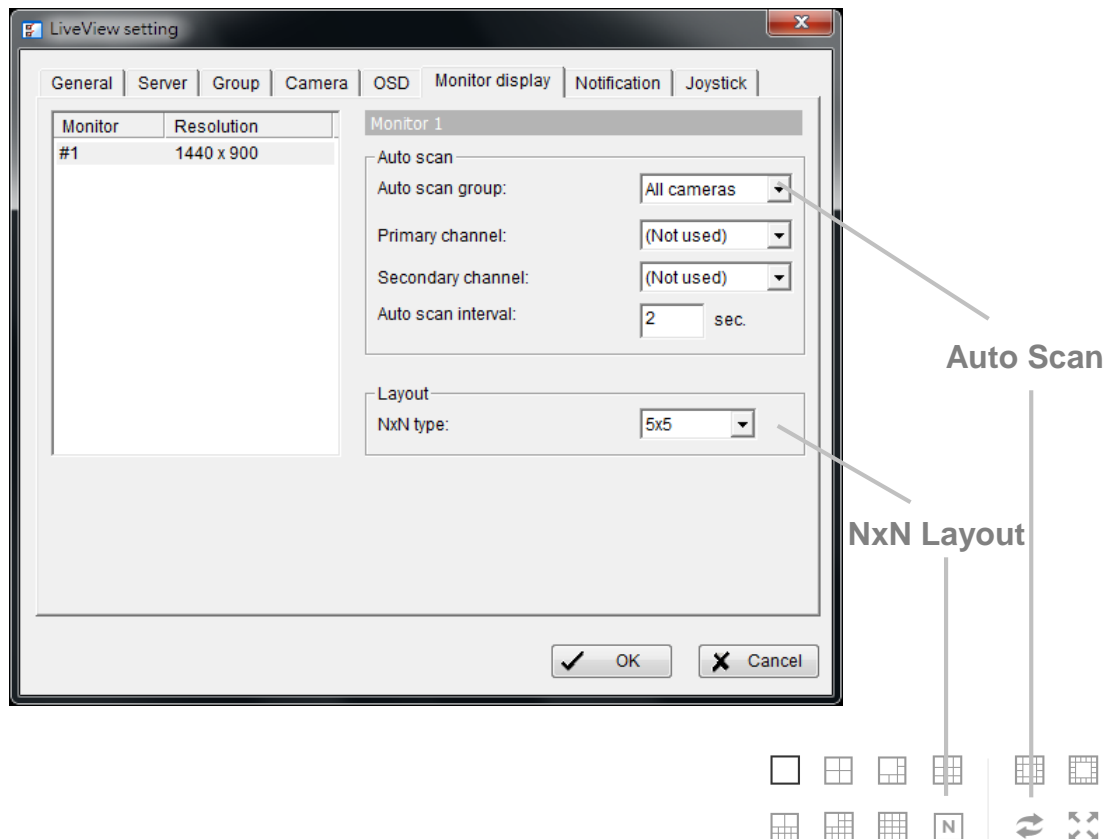 LiveView setting
General Server Group Camera OSD Monitor display Notification Joystick
Monitor Resolution
#1 1440 x 900
Monitor 1
Auto scan
Auto scan group: All cameras
Primary channel: (Not used)
Secondary channel: (Not used)
Auto scan interval: 2 sec.
Layout
NxN type: 5x5
OK Cancel
Auto Scan
NxN Layout
N